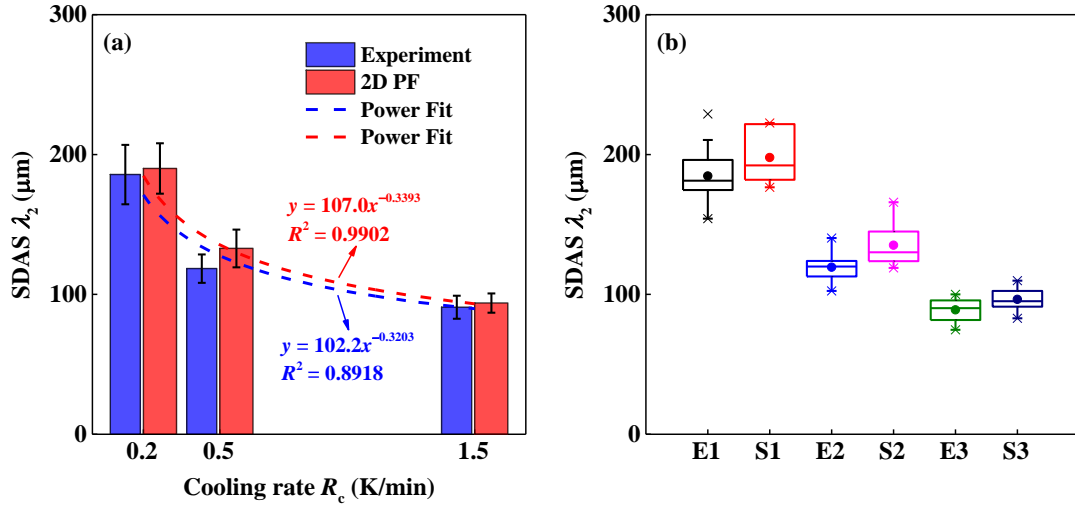 (a)
Experiment
2D PF
Power Fit
Power Fit
300
200
100
0
SDAS λ₂ (μm)
y = 107.0x⁻⁰·³³⁹³
R² = 0.9902
y = 102.2x⁻⁰·³²⁰³
R² = 0.8918
0.2 0.5 1.5
Cooling rate R꜀ (K/min)
(b)
300
200
100
0
SDAS λ₂ (μm)
E1 S1 E2 S2 E3 S3